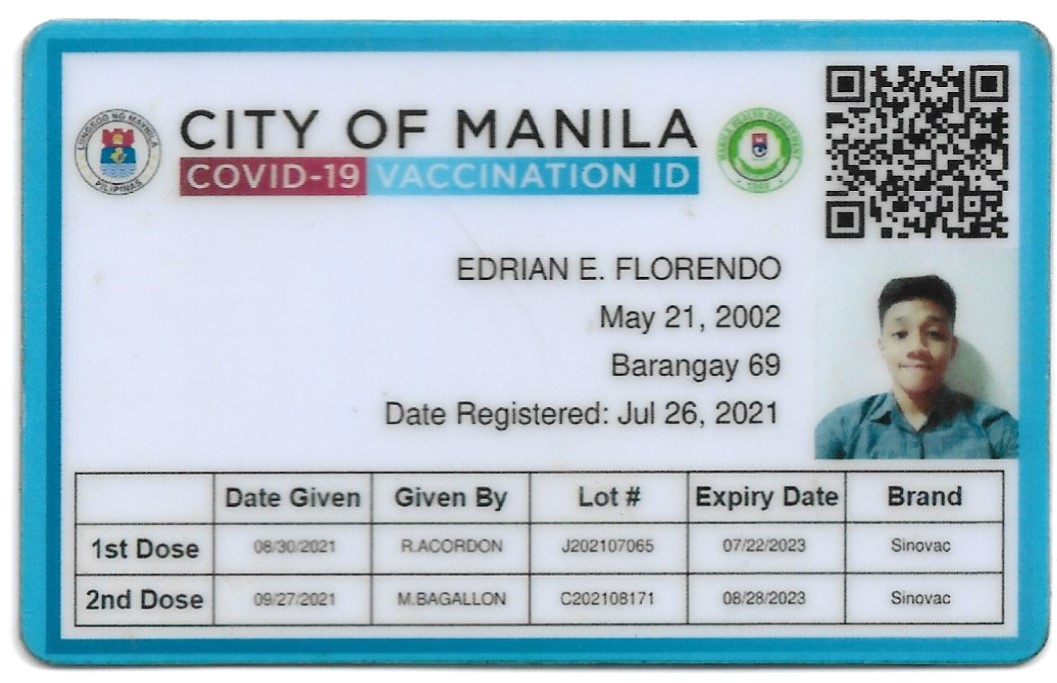 CITY OF MANILA
COVID-19 VACCINATION ID
LUNGSOD NG MAYNILA
PILIPINAS
MANILA HEALTH DEPARTMENT
EDRIAN E. FLORENDO
May 21, 2002
Barangay 69
Date Registered: Jul 26, 2021
Date Given Given By Lot # Expiry Date Brand
1st Dose 08/30/2021 R.ACORDON J202107065 07/22/2023 Sinovac
2nd Dose 09/27/2021 M.BAGALLON C202108171 08/28/2023 Sinovac